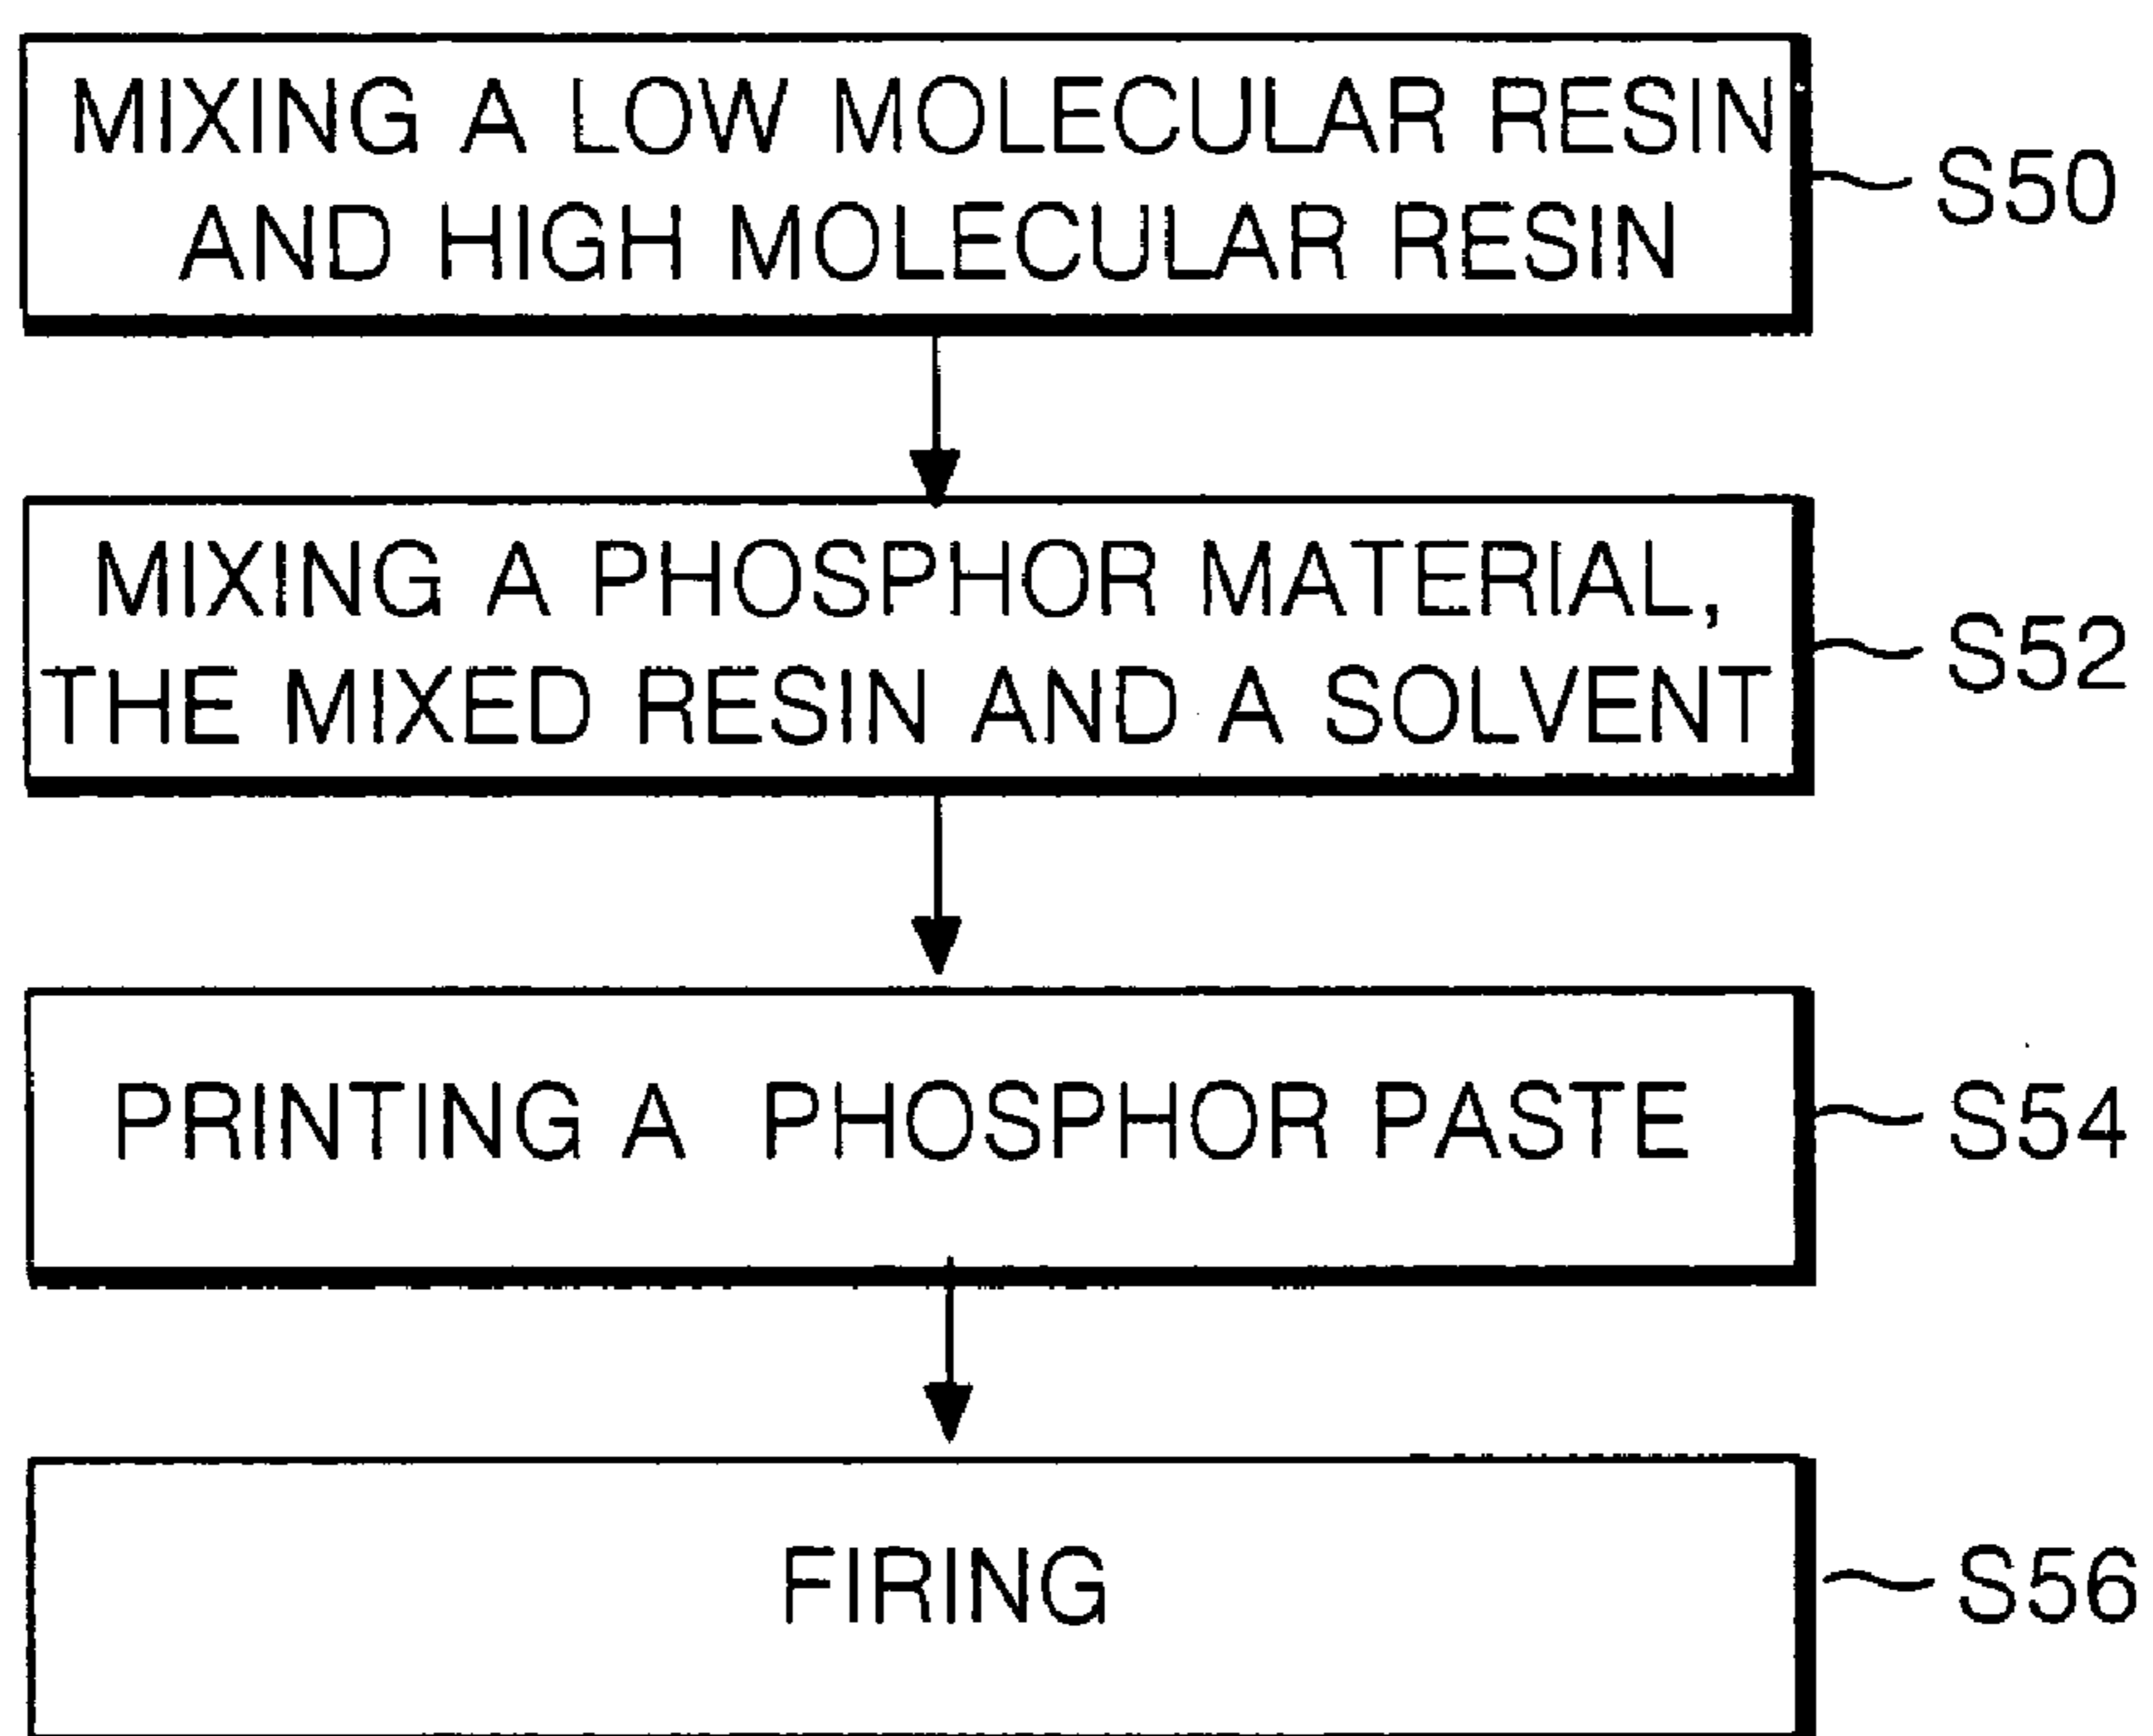 MIXING A LOW MOLECULAR RESIN
AND HIGH MOLECULAR RESIN
S50
MIXING A PHOSPHOR MATERIAL,
THE MIXED RESIN AND A SOLVENT
S52
PRINTING A PHOSPHOR PASTE
S54
FIRING
S56